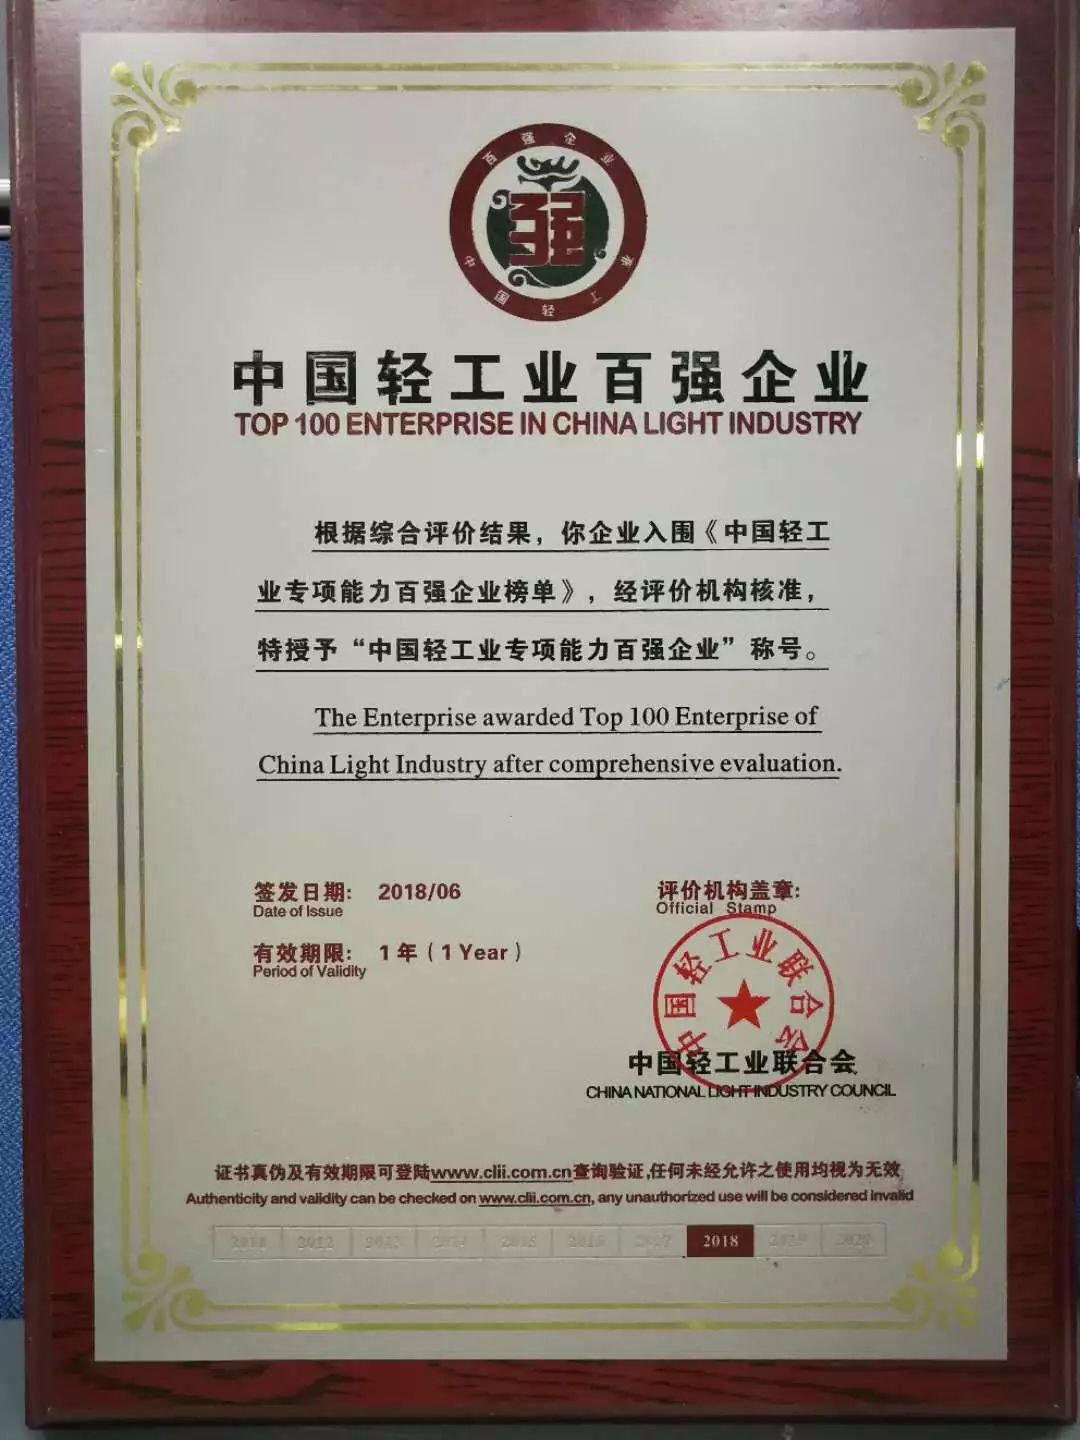 中国轻工业百强企业
强
中国轻工业百强企业
TOP 100 ENTERPRISE IN CHINA LIGHT INDUSTRY
根据综合评价结果，你企业入围《中国轻工
业专项能力百强企业榜单》，经评价机构核准，
特授予“中国轻工业专项能力百强企业”称号。
The Enterprise awarded Top 100 Enterprise of
China Light Industry after comprehensive evaluation.
签发日期: 2018/06
Date of Issue
有效期限: 1 年 ( 1 Year )
Period of Validity
评价机构盖章:
Official Stamp
中国轻工业联合会
中国轻工业联合会
CHINA NATIONAL LIGHT INDUSTRY COUNCIL
证书真伪及有效期限可登陆www.clii.com.cn查询验证,任何未经允许之使用均视为无效
Authenticity and validity can be checked on www.clii.com.cn, any unauthorized use will be considered invalid
2011 2012 2013 2014 2015 2016 2017 2018 2019 2020